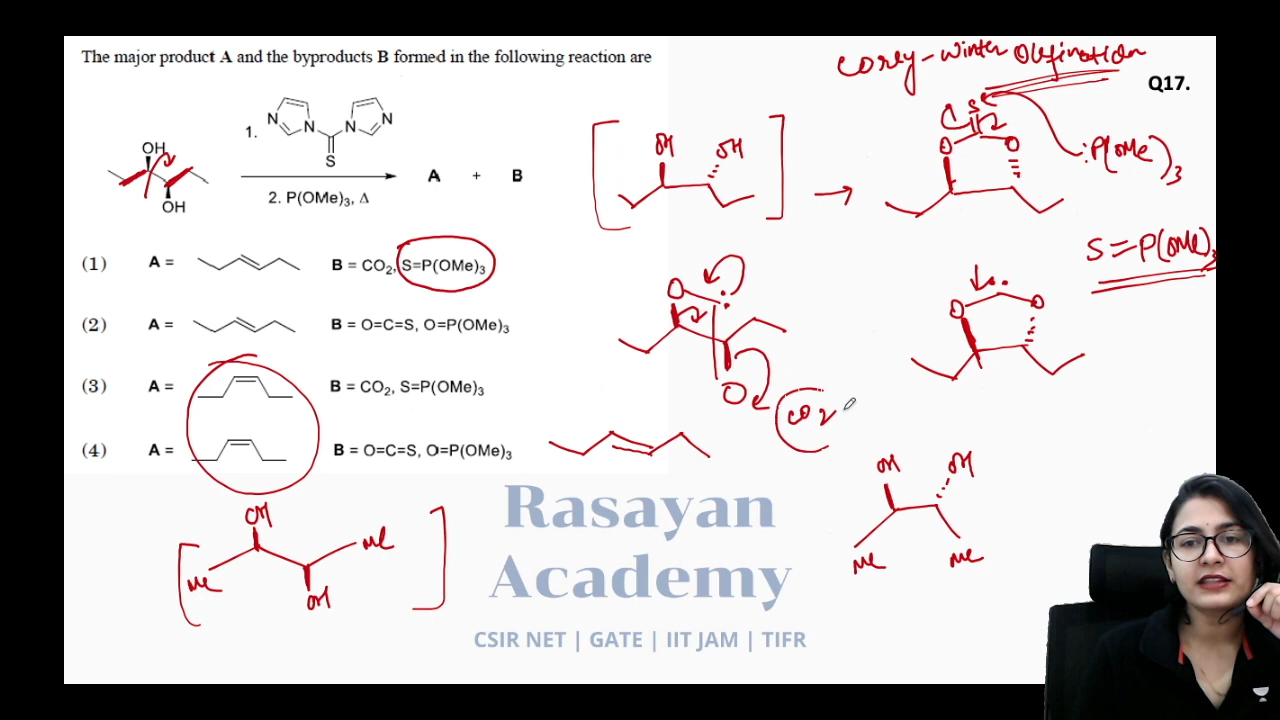 The major product A and the byproducts B formed in the following reaction are
Corey-Winter Olefination
Q17.
1.
N N N N
S
OH
OH
2. P(OMe)₃, Δ
A + B
OH OH
S
O O
:P(OMe)₃
S=P(OMe)₃
(1) A = B = CO₂, S=P(OMe)₃
(2) A = B = O=C=S, O=P(OMe)₃
(3) A = B = CO₂, S=P(OMe)₃
(4) A = B = O=C=S, O=P(OMe)₃
O :
O
O O
CO₂
OH OH
Me Me
OH
Me Me
OH
Rasayan
Academy
CSIR NET | GATE | IIT JAM | TIFR